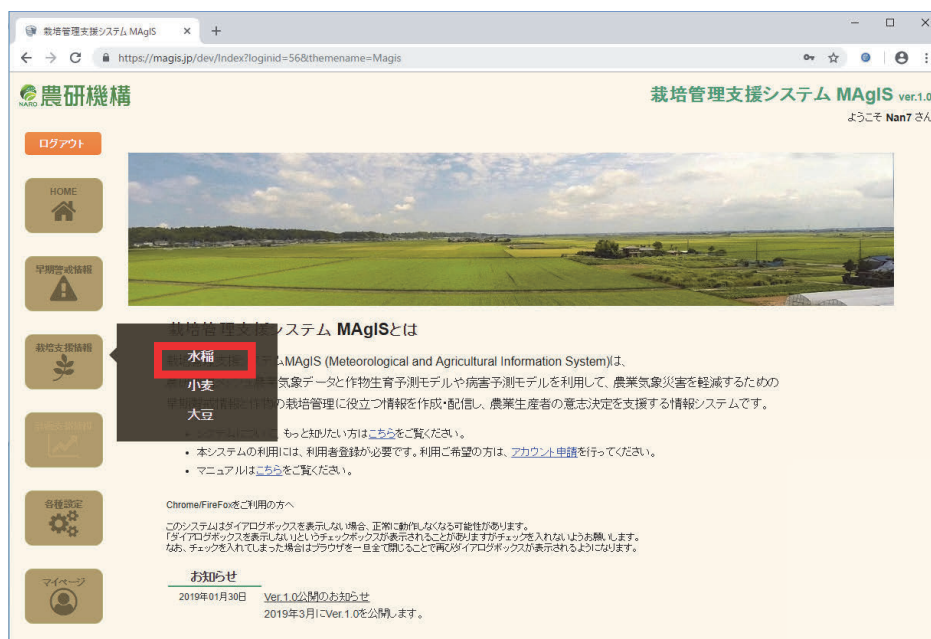 栽培管理支援システム MAgIS
https://magis.jp/dev/Index?loginid=56&themename=Magis
NARO 農研機構
栽培管理支援システム MAgIS ver.1.0
ようこそ Nan7 さん
ログアウト
HOME
早期警戒情報
栽培支援情報
水稲
小麦
大豆
各種設定
マイページ
栽培管理支援システム MAgISとは
MAgIS (Meteorological and Agricultural Information System)は、
気象データと作物生育予測モデルや病害予測モデルを利用して、農業気象災害を軽減するための
の栽培管理に役立つ情報を作成・配信し、農業生産者の意志決定を支援する情報システムです。
もっと知りたい方はこちらをご覧ください。
• 本システムの利用には、利用者登録が必要です。利用ご希望の方は、アカウント申請を行ってください。
• マニュアルはこちらをご覧ください。
Chrome/FireFoxをご利用の方へ
このシステムはダイアログボックスを表示しない場合、正常に動作しなくなる可能性があります。
「ダイアログボックスを表示しない」というチェックボックスが表示されることがありますがチェックを入れないようお願いします。
なお、チェックを入れてしまった場合はブラウザを一旦全て閉じることで再びダイアログボックスが表示されるようになります。
お知らせ
2019年01月30日 Ver.1.0公開のお知らせ
2019年3月にVer.1.0を公開します。